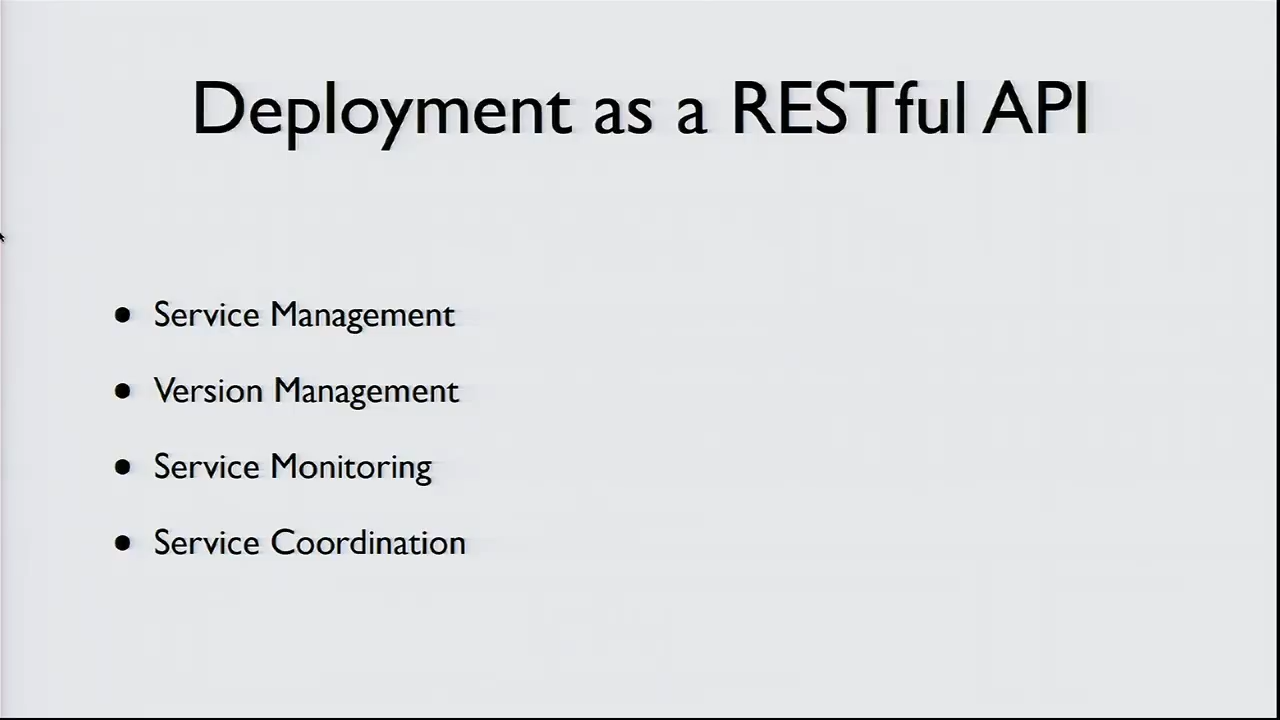 Deployment as a RESTful API
• Service Management
• Version Management
• Service Monitoring
• Service Coordination